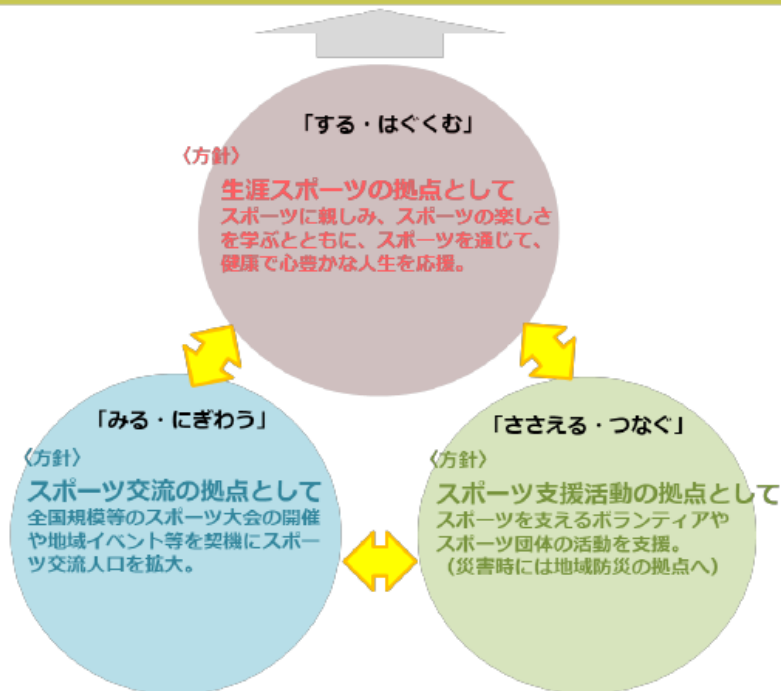 「する・はぐくむ」
〈方針〉
生涯スポーツの拠点として
スポーツに親しみ、スポーツの楽しさ
を学ぶとともに、スポーツを通じて、
健康で心豊かな人生を応援。
「みる・にぎわう」
〈方針〉
スポーツ交流の拠点として
全国規模等のスポーツ大会の開催
や地域イベント等を契機にスポー
ツ交流人口を拡大。
「ささえる・つなぐ」
〈方針〉
スポーツ支援活動の拠点として
スポーツを支えるボランティアや
スポーツ団体の活動を支援。
（災害時には地域防災の拠点へ）